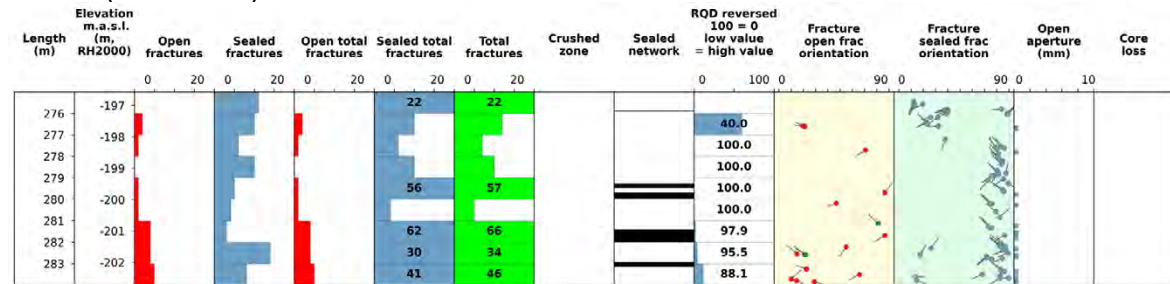 Length (m)
Elevation m.a.s.l. (m, RH2000)
Open fractures
Sealed fractures
Open total fractures
Sealed total fractures
Total fractures
Crushed zone
Sealed network
RQD reversed 100 = 0 low value = high value
Fracture open frac orientation
Fracture sealed frac orientation
Open aperture (mm)
Core loss
0 20 0 20 0 20 0 20 0 20 0 100 0 90 0 90 0 10
-197 22 22
276 40.0
-198
277 100.0
278 -199 100.0
279 56 57 100.0
280 -200 100.0
281 -201 62 66 97.9
282 30 34 95.5
283 -202 41 46 88.1